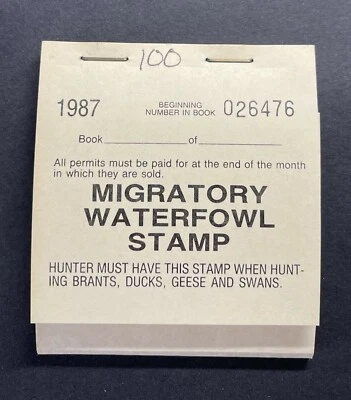 100
1987 BEGINNING NUMBER IN BOOK 026476
Book of
All permits must be paid for at the end of the month
in which they are sold.
MIGRATORY
WATERFOWL
STAMP
HUNTER MUST HAVE THIS STAMP WHEN HUNT-
ING BRANTS, DUCKS, GEESE AND SWANS.